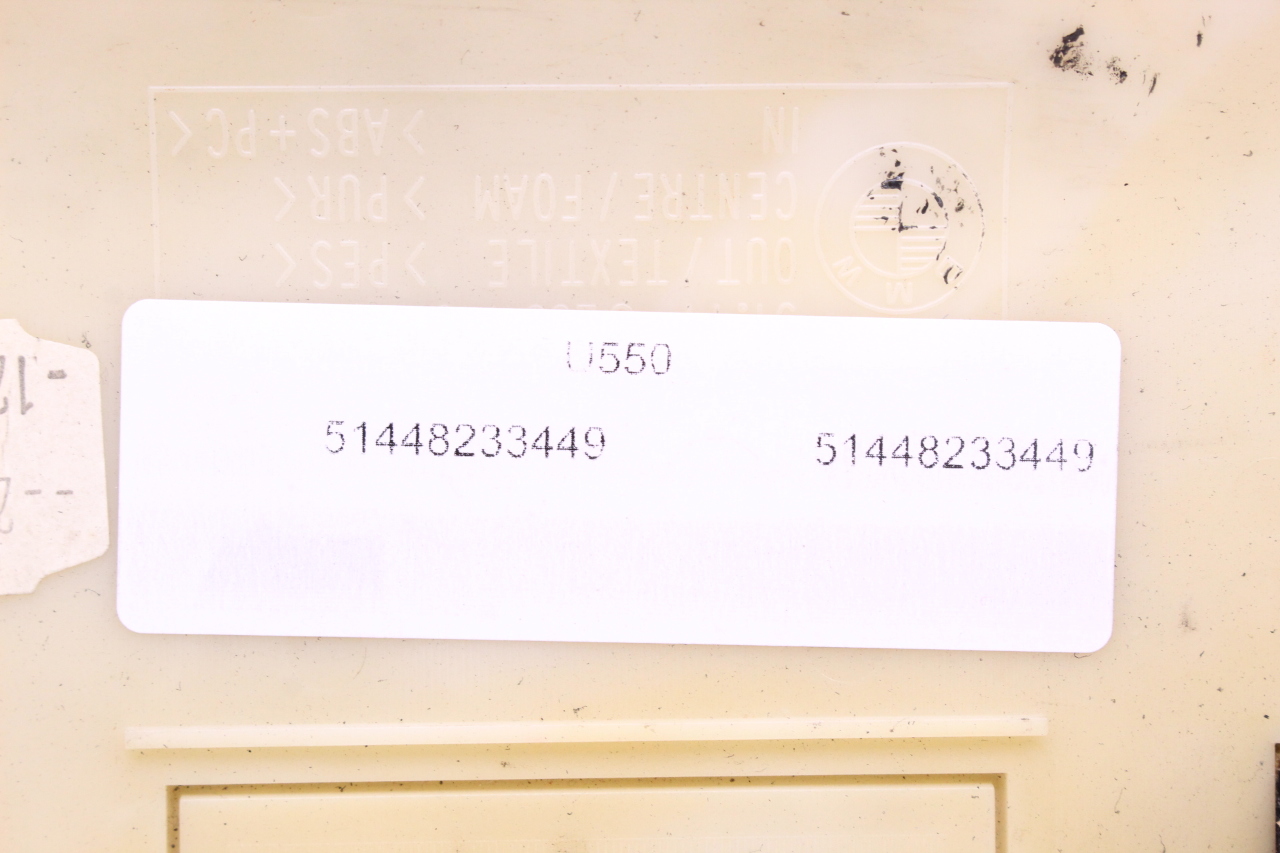 IN >ABS + PC<
CENTRE / FOAM >PUR<
OUT / TEXTILE >PES<
U550
51448233449 51448233449